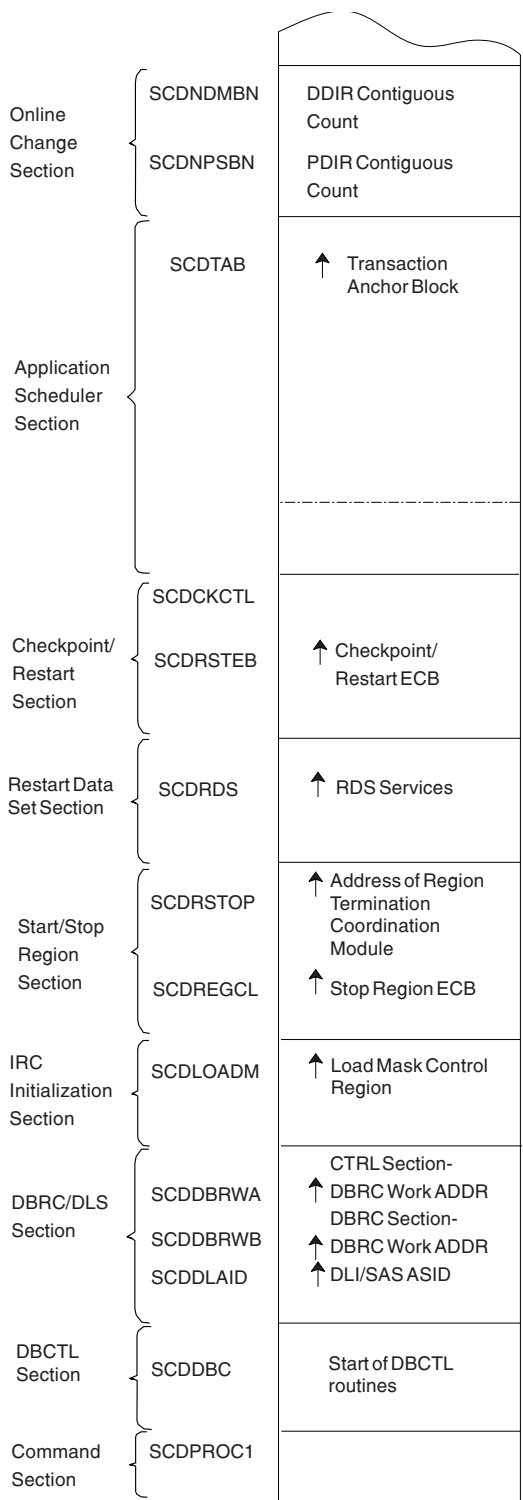 Online
Change
Section
SCDNDMBN
DDIR Contiguous
Count
SCDNPSBN
PDIR Contiguous
Count
Application
Scheduler
Section
SCDTAB
Transaction
Anchor Block
Checkpoint/
Restart
Section
SCDCKCTL
SCDRSTEB
Checkpoint/
Restart ECB
Restart Data
Set Section
SCDRDS
RDS Services
Start/Stop
Region
Section
SCDRSTOP
Address of Region
Termination
Coordination
Module
SCDREGCL
Stop Region ECB
IRC
Initialization
Section
SCDLOADM
Load Mask Control
Region
DBRC/DLS
Section
SCDDBRWA
CTRL Section-
DBRC Work ADDR
SCDDBRWB
DBRC Section-
DBRC Work ADDR
SCDDLAID
DLI/SAS ASID
DBCTL
Section
SCDDBC
Start of DBCTL
routines
Command
Section
SCDPROC1